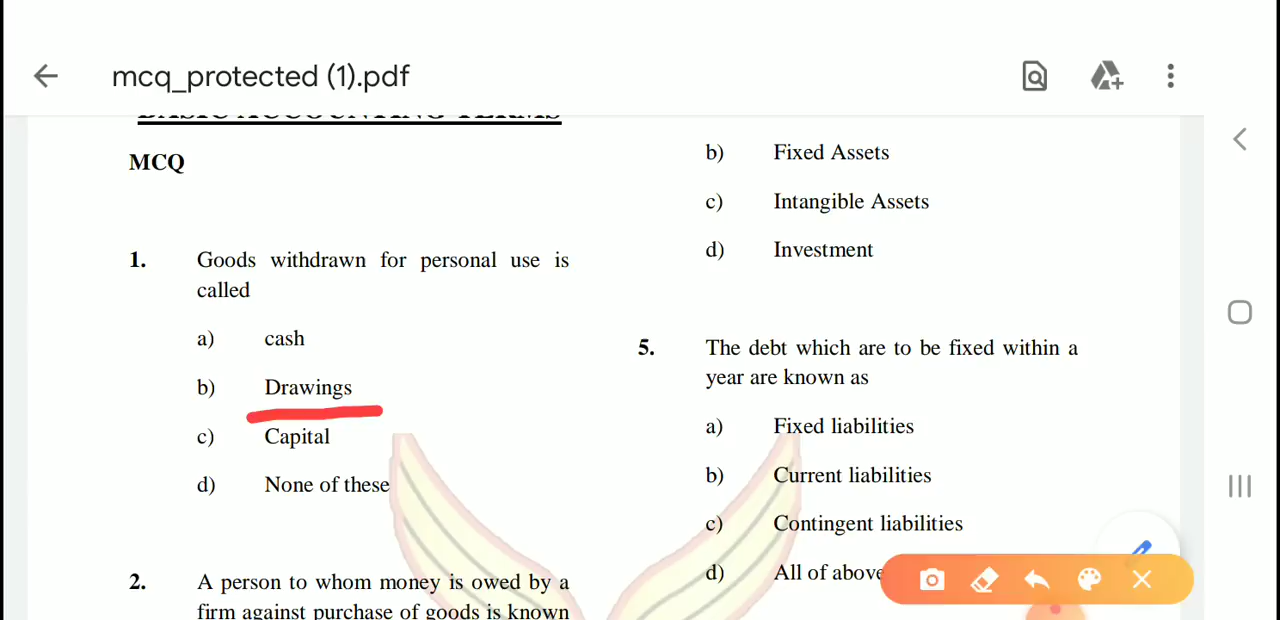 mcq_protected (1).pdf
BASIC ACCOUNTING TERMS
MCQ
1. Goods withdrawn for personal use is
called
a) cash
b) Drawings
c) Capital
d) None of these
2. A person to whom money is owed by a
firm against purchase of goods is known
b) Fixed Assets
c) Intangible Assets
d) Investment
5. The debt which are to be fixed within a
year are known as
a) Fixed liabilities
b) Current liabilities
c) Contingent liabilities
d) All of above